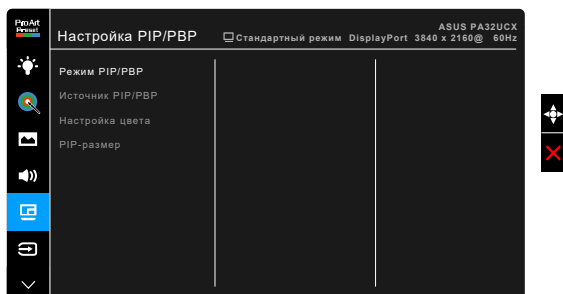 ProArt
Preset
Настройка PIP/PBP
ASUS PA32UCX
Стандартный режим DisplayPort 3840 x 2160@ 60Hz
Режим PIP/PBP
Источник PIP/PBP
Настройка цвета
PIP-размер